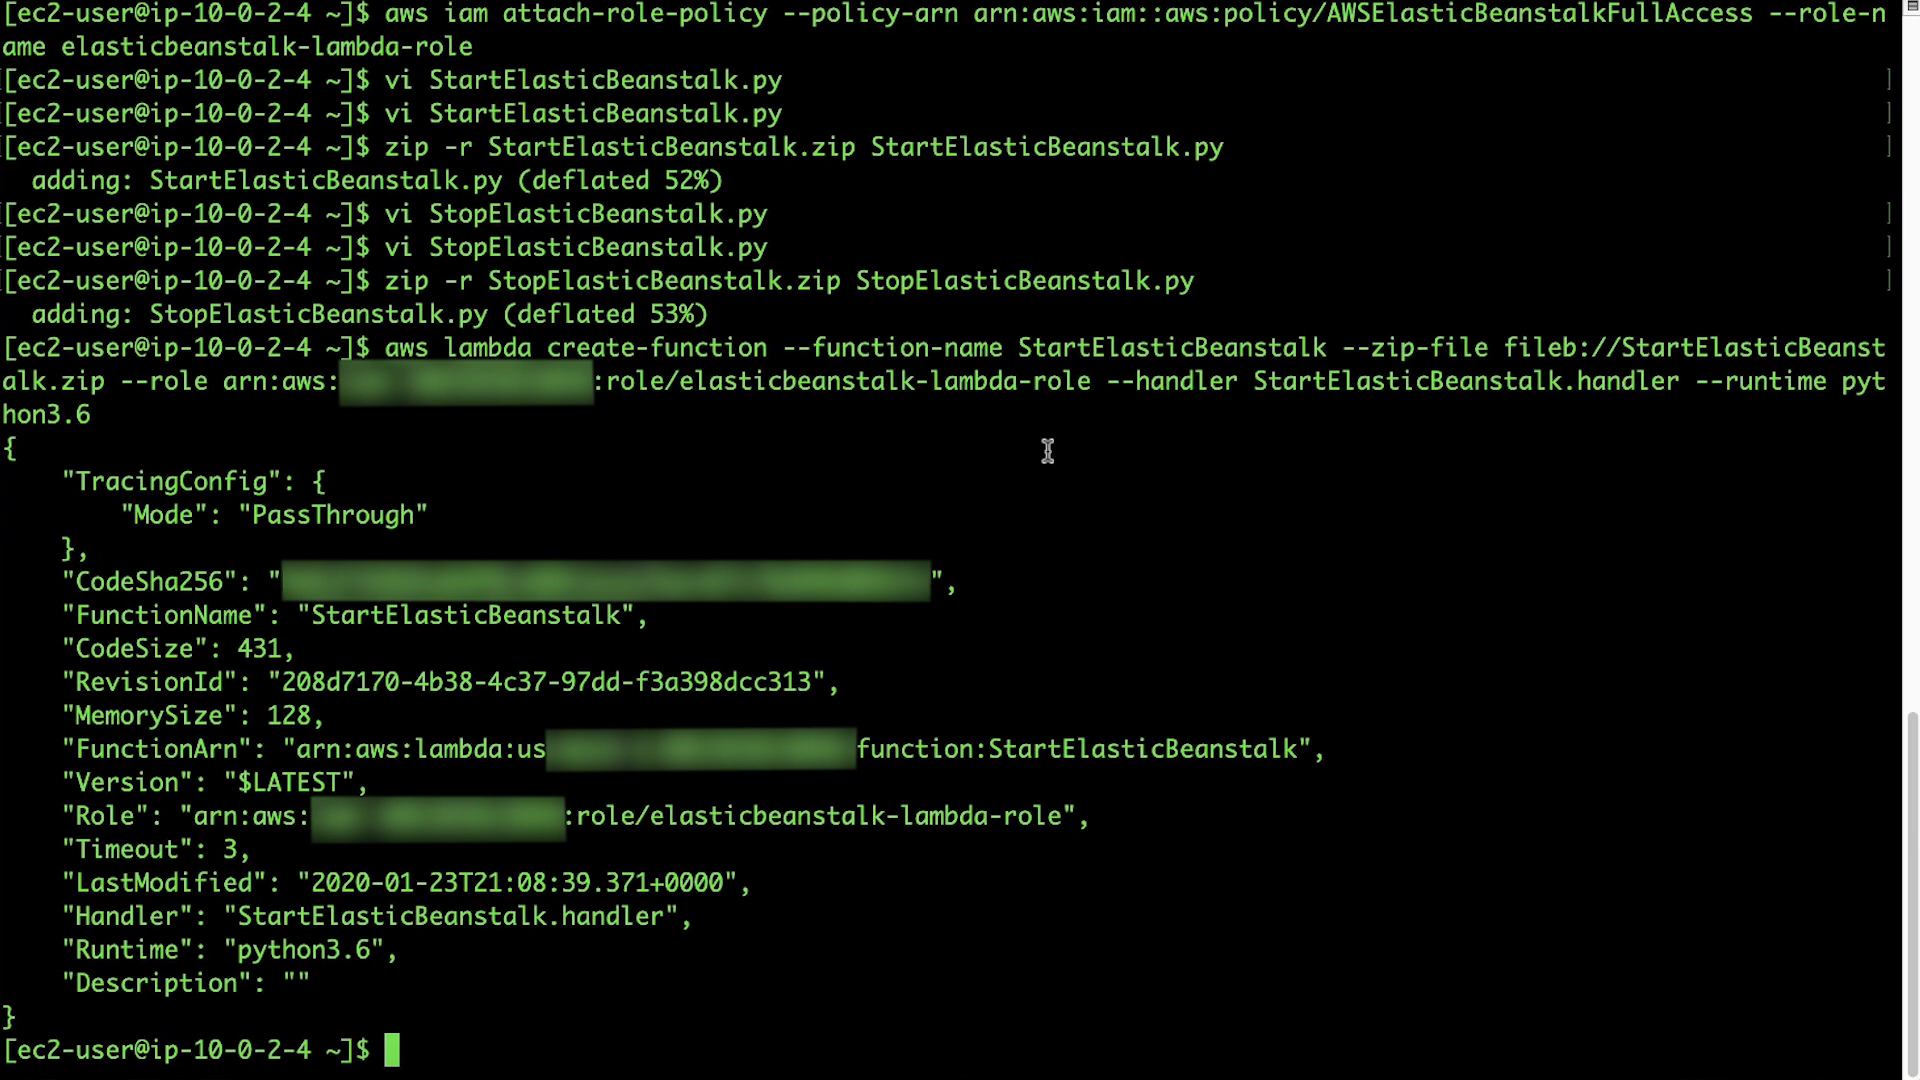 [ec2-user@ip-10-0-2-4 ~]$ aws iam attach-role-policy --policy-arn arn:aws:iam::aws:policy/AWSElasticBeanstalkFullAccess --role-n
ame elasticbeanstalk-lambda-role
[ec2-user@ip-10-0-2-4 ~]$ vi StartElasticBeanstalk.py ]
[ec2-user@ip-10-0-2-4 ~]$ vi StartElasticBeanstalk.py ]
[ec2-user@ip-10-0-2-4 ~]$ zip -r StartElasticBeanstalk.zip StartElasticBeanstalk.py ]
  adding: StartElasticBeanstalk.py (deflated 52%)
[ec2-user@ip-10-0-2-4 ~]$ vi StopElasticBeanstalk.py ]
[ec2-user@ip-10-0-2-4 ~]$ vi StopElasticBeanstalk.py ]
[ec2-user@ip-10-0-2-4 ~]$ zip -r StopElasticBeanstalk.zip StopElasticBeanstalk.py ]
  adding: StopElasticBeanstalk.py (deflated 53%)
[ec2-user@ip-10-0-2-4 ~]$ aws lambda create-function --function-name StartElasticBeanstalk --zip-file fileb://StartElasticBeanst
alk.zip --role arn:aws: :role/elasticbeanstalk-lambda-role --handler StartElasticBeanstalk.handler --runtime pyt
hon3.6
{
    "TracingConfig": {
        "Mode": "PassThrough"
    },
    "CodeSha256": " ",
    "FunctionName": "StartElasticBeanstalk",
    "CodeSize": 431,
    "RevisionId": "208d7170-4b38-4c37-97dd-f3a398dcc313",
    "MemorySize": 128,
    "FunctionArn": "arn:aws:lambda:us function:StartElasticBeanstalk",
    "Version": "$LATEST",
    "Role": "arn:aws: :role/elasticbeanstalk-lambda-role",
    "Timeout": 3,
    "LastModified": "2020-01-23T21:08:39.371+0000",
    "Handler": "StartElasticBeanstalk.handler",
    "Runtime": "python3.6",
    "Description": ""
}
[ec2-user@ip-10-0-2-4 ~]$